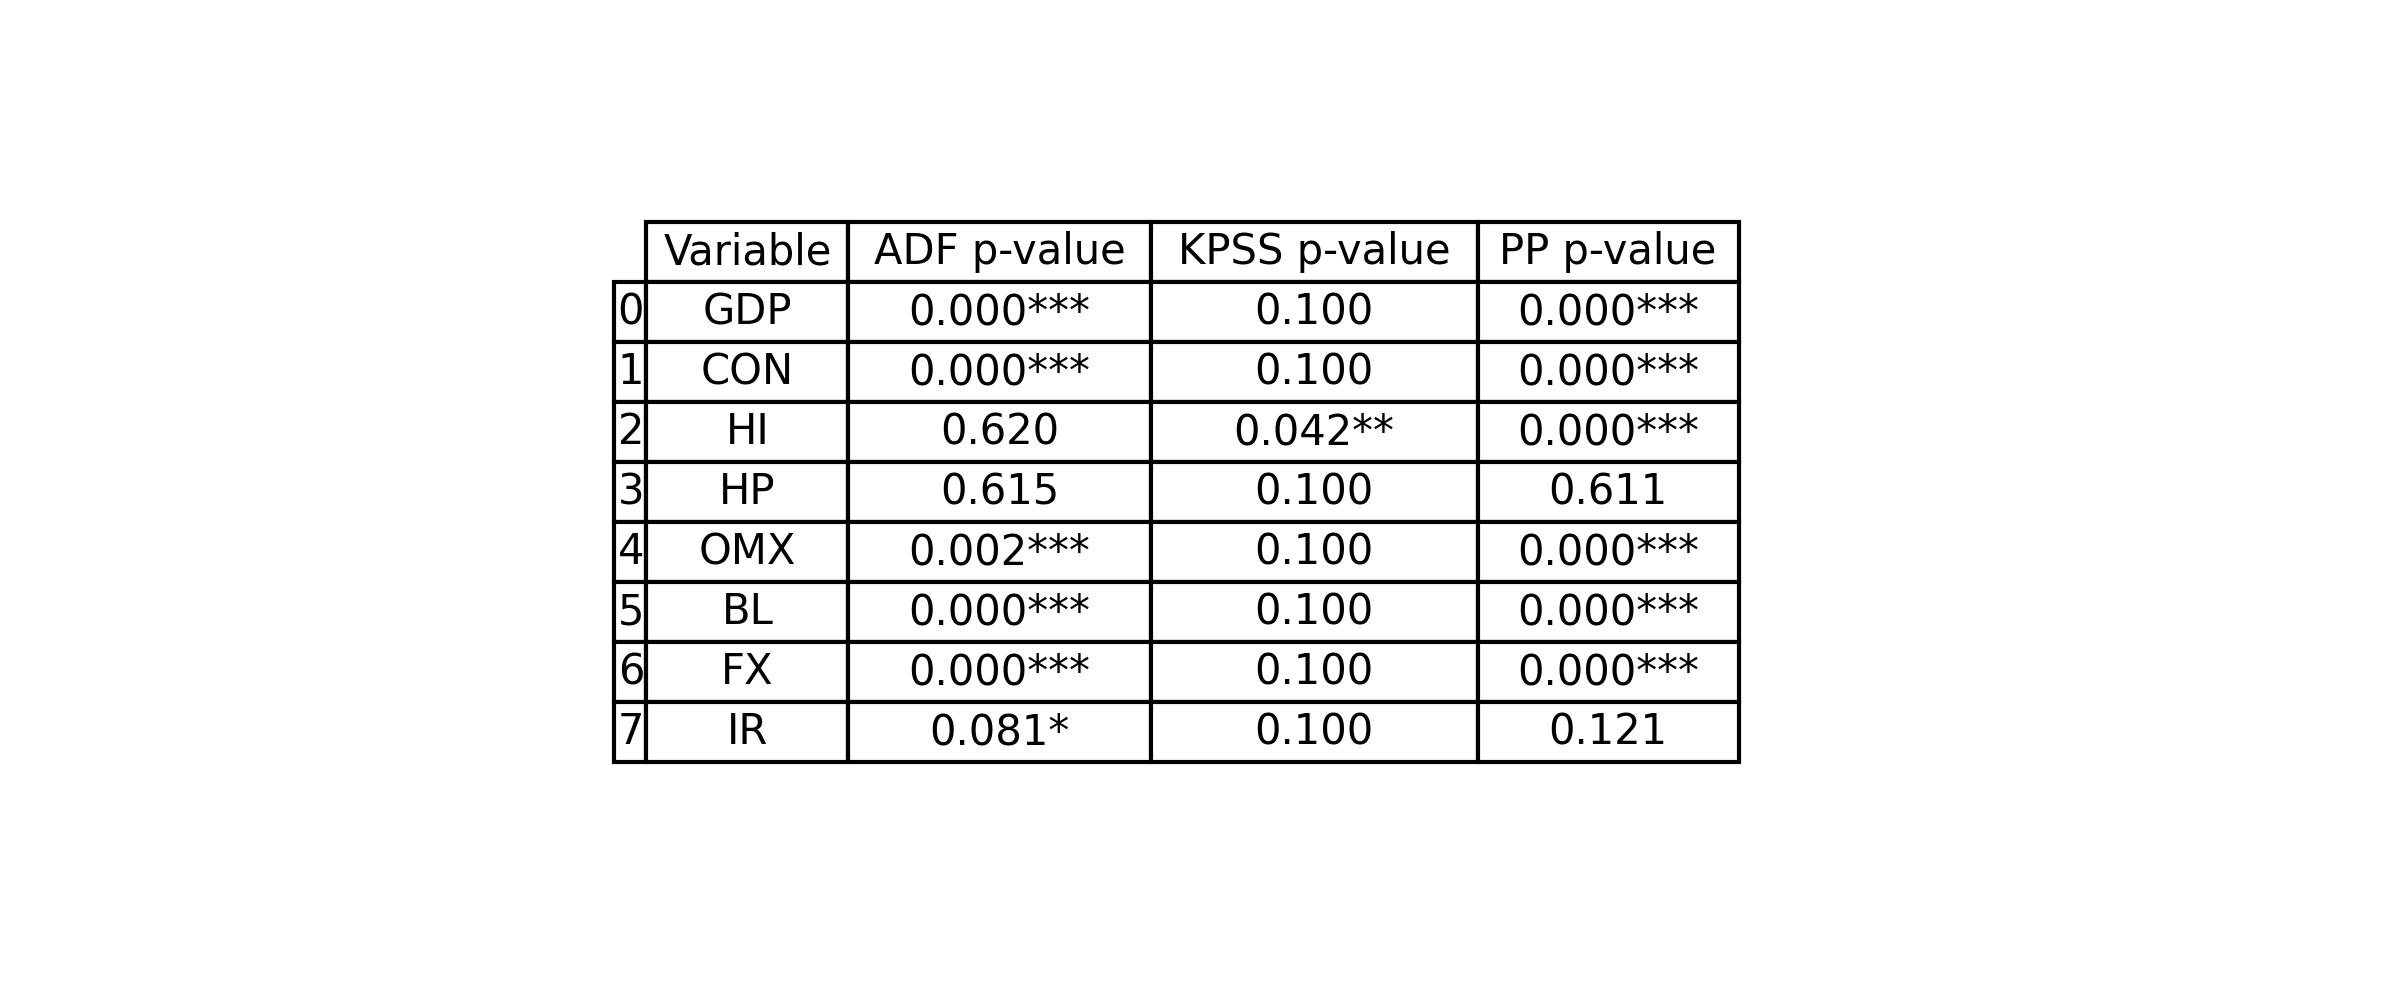 Variable ADF p-value KPSS p-value PP p-value
0 GDP 0.000*** 0.100 0.000***
1 CON 0.000*** 0.100 0.000***
2 HI 0.620 0.042** 0.000***
3 HP 0.615 0.100 0.611
4 OMX 0.002*** 0.100 0.000***
5 BL 0.000*** 0.100 0.000***
6 FX 0.000*** 0.100 0.000***
7 IR 0.081* 0.100 0.121